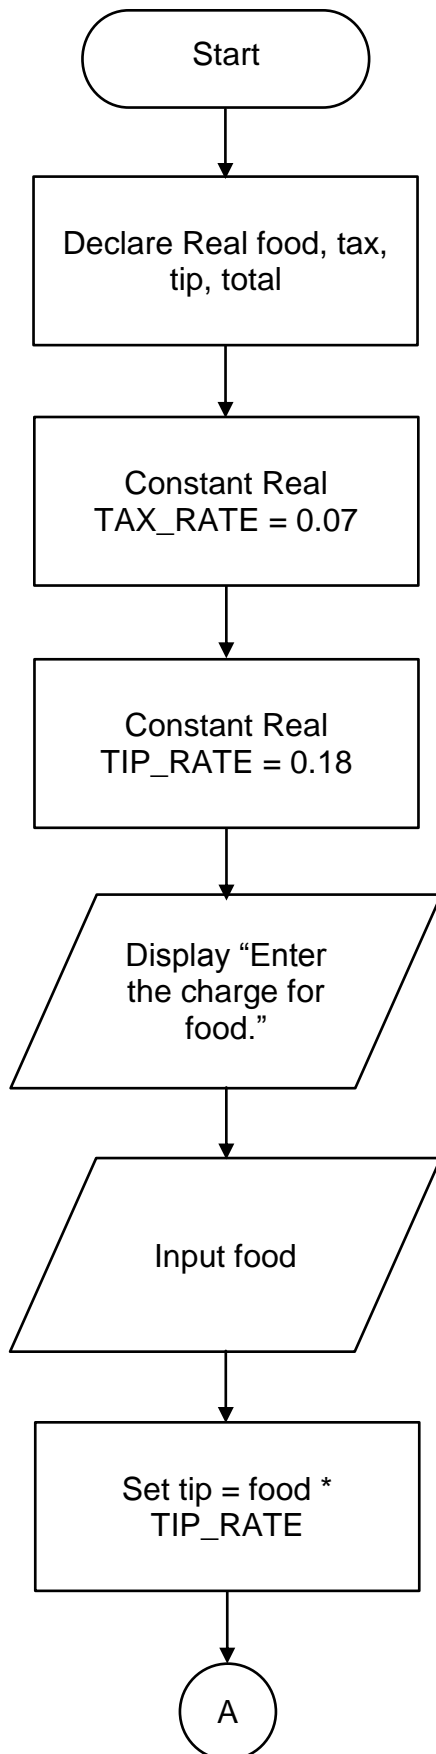 Start
Declare Real food, tax,
tip, total
Constant Real
TAX_RATE = 0.07
Constant Real
TIP_RATE = 0.18
Display “Enter
the charge for
food.”
Input food
Set tip = food *
TIP_RATE
A